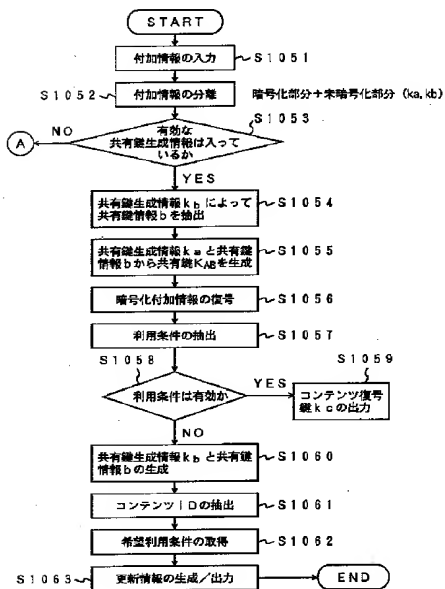 START
付加情報の入力
S1051
S1052
付加情報の分離
暗号化部分+未暗号化部分 (ka,kb)
S1053
A
NO
有効な
共有鍵生成情報は入って
いるか
YES
共有鍵生成情報kbによって
共有鍵情報bを抽出
S1054
共有鍵生成情報kaと共有鍵
情報bから共有鍵KABを生成
S1055
暗号化付加情報の復号
S1056
利用条件の抽出
S1057
S1058
S1059
利用条件は有効か
YES
コンテンツ復号
鍵kcの出力
NO
共有鍵生成情報kbと共有鍵
情報bの生成
S1060
コンテンツIDの抽出
S1061
希望利用条件の取得
S1062
S1063
更新情報の生成/出力
END